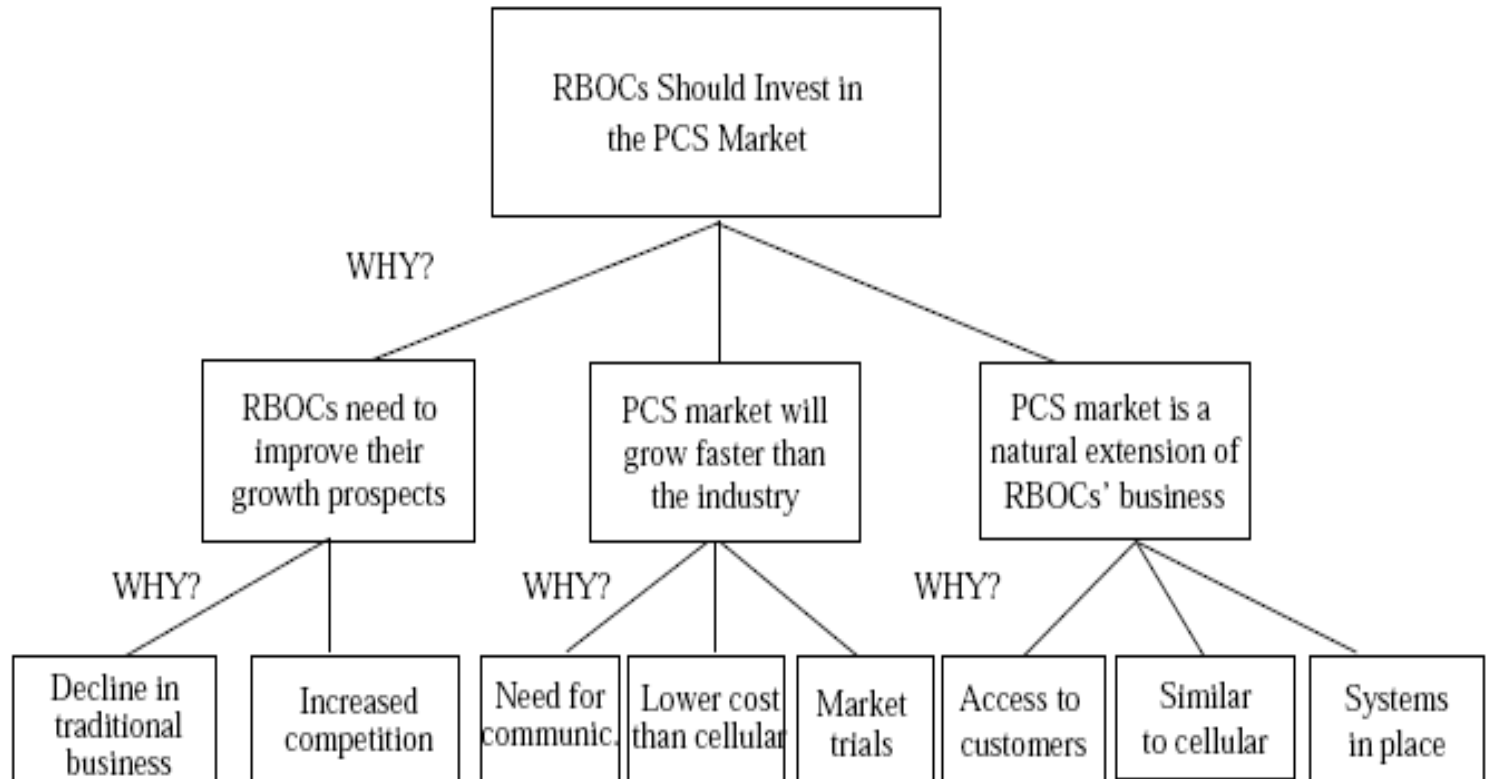 RBOCs Should Invest in
the PCS Market
WHY?
RBOCs need to
improve their
growth prospects
PCS market will
grow faster than
the industry
PCS market is a
natural extension of
RBOCs’ business
WHY?
WHY?
WHY?
Decline in
traditional
business
Increased
competition
Need for
communic.
Lower cost
than cellular
Market
trials
Access to
customers
Similar
to cellular
Systems
in place